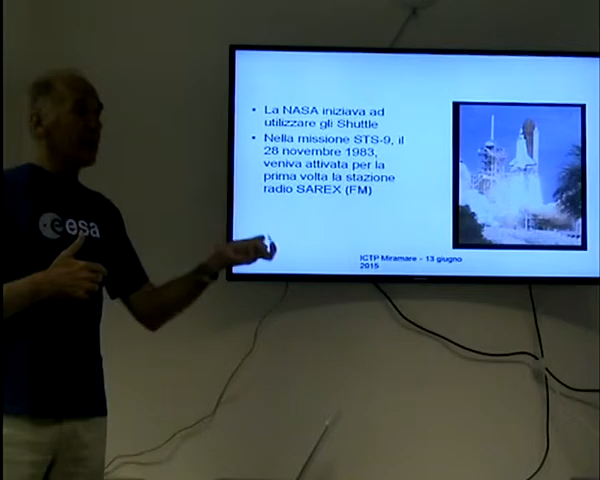 esa
• La NASA iniziava ad
utilizzare gli Shuttle
• Nella missione STS-9, il
28 novembre 1983,
veniva attivata per la
prima volta la stazione
radio SAREX (FM)
ICTP Miramare - 13 giugno
2015